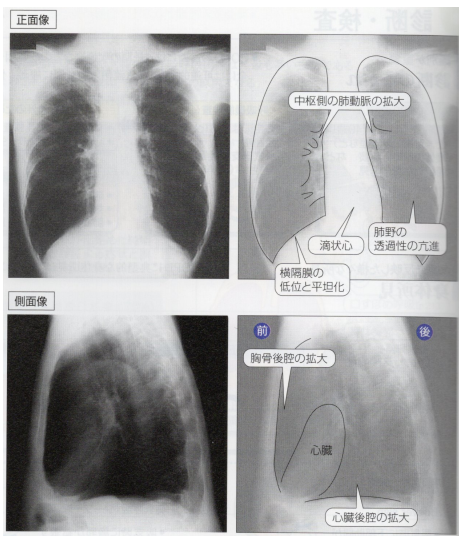 正面像
中枢側の肺動脈の拡大
滴状心
肺野の
透過性の亢進
横隔膜の
低位と平坦化
側面像
前
後
胸骨後腔の拡大
心臓
心臓後腔の拡大